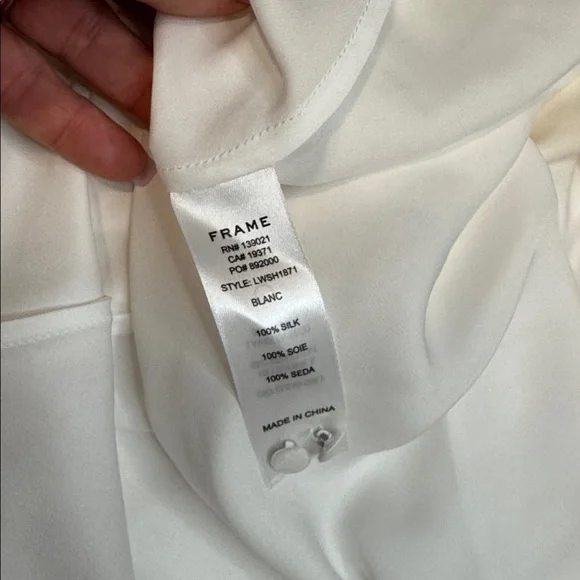 FRAME
RN# 139021
CA# 19371
PO# 892000
STYLE: LWSH1871
BLANC
100% SILK
100% SOIE
100% SEDA
MADE IN CHINA